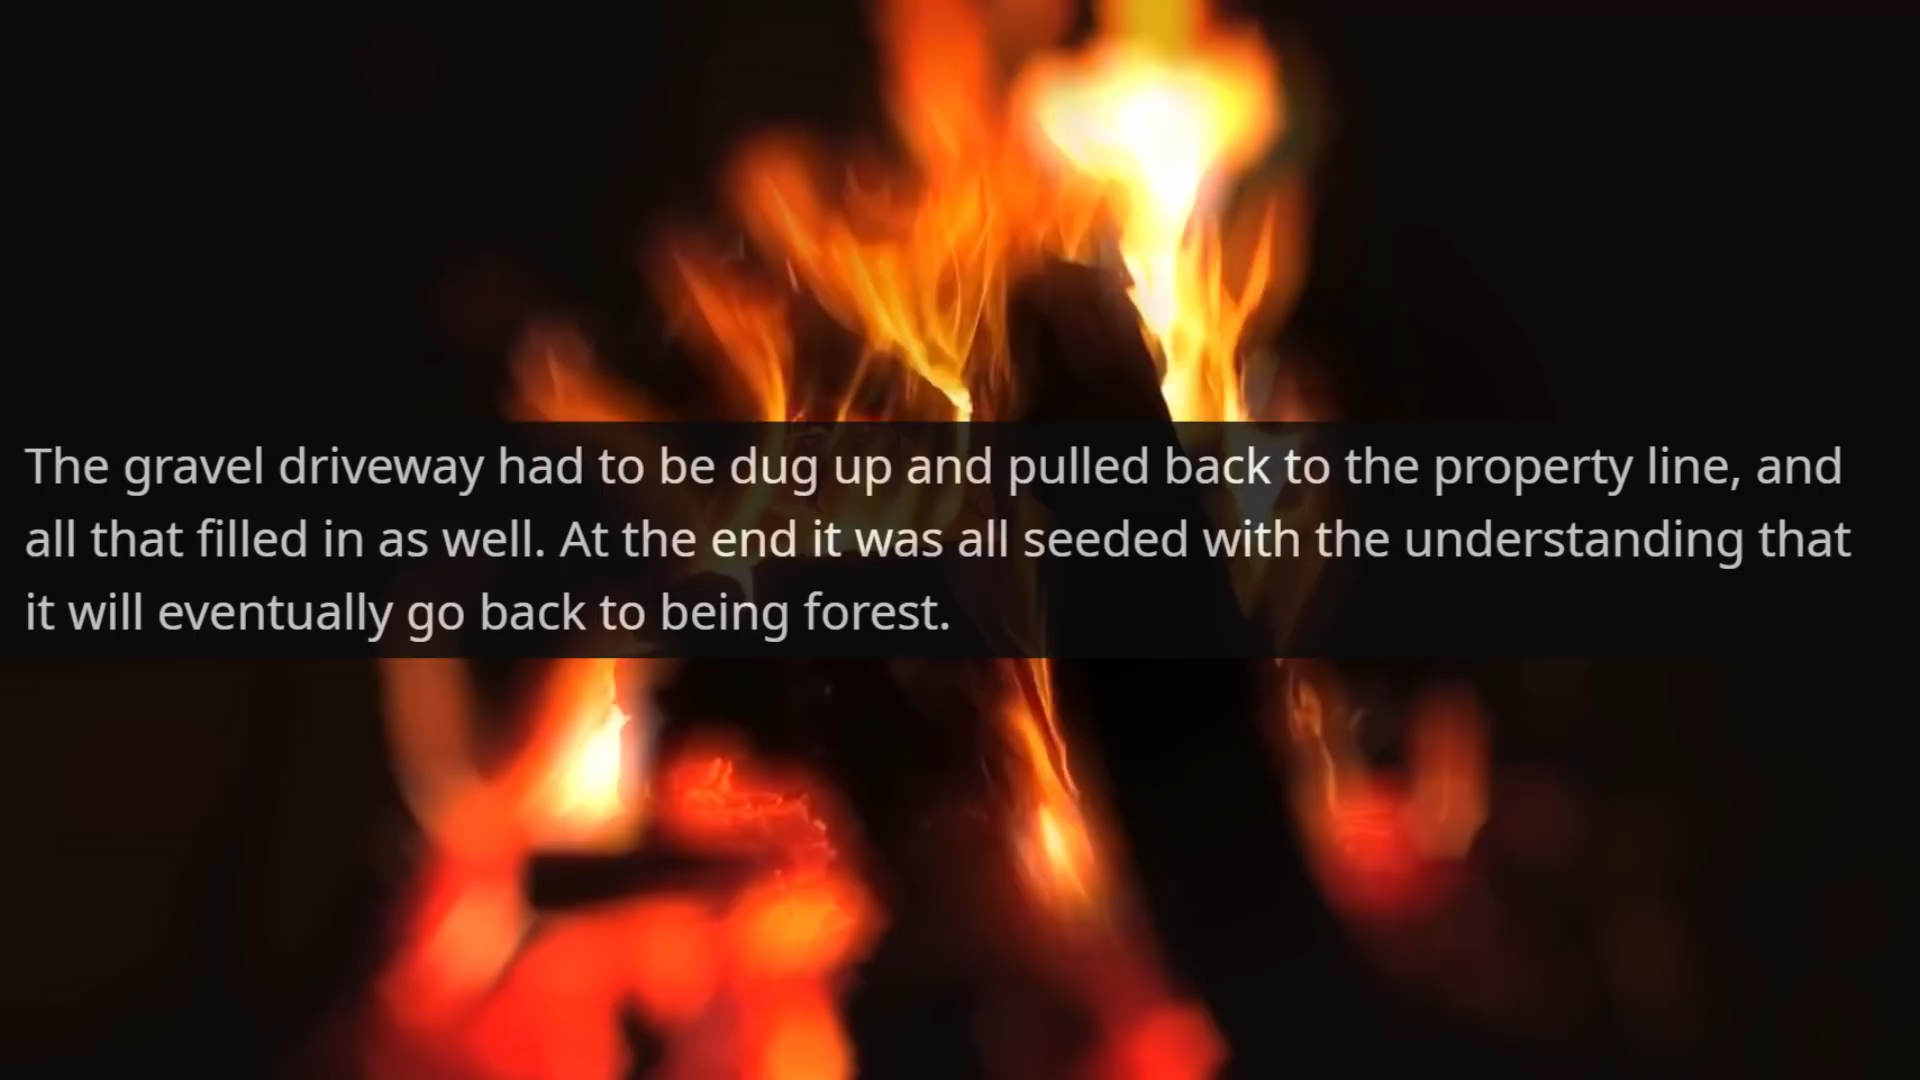 The gravel driveway had to be dug up and pulled back to the property line, and
all that filled in as well. At the end it was all seeded with the understanding that
it will eventually go back to being forest.